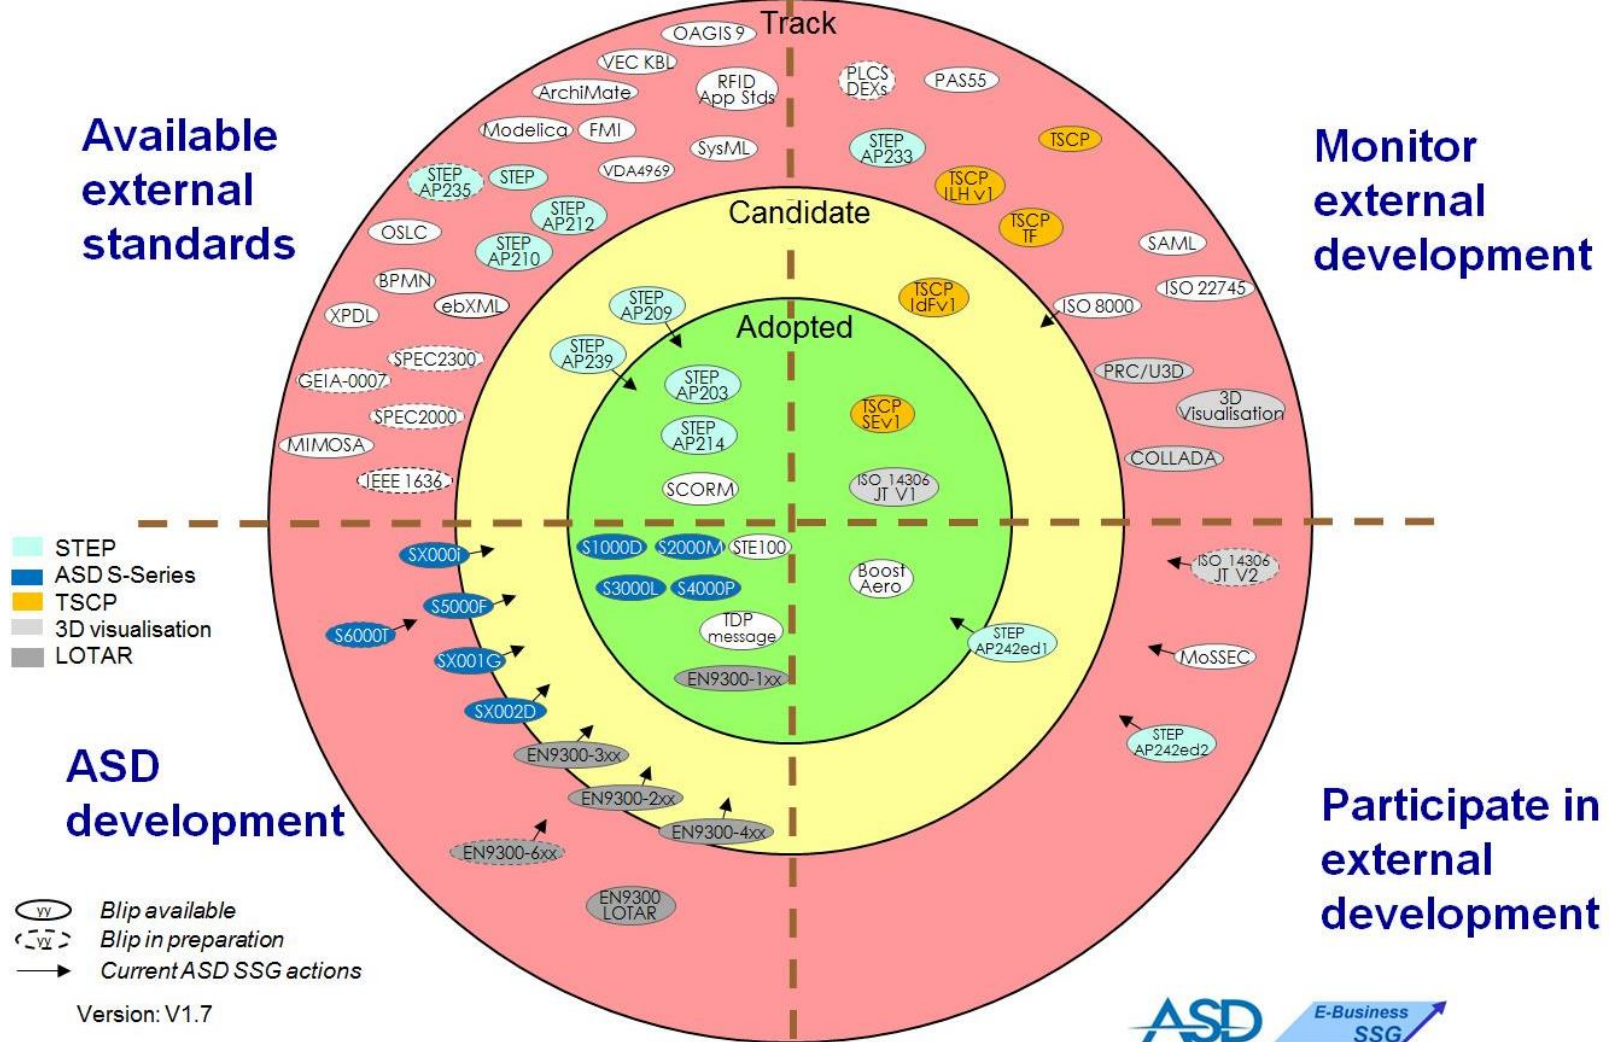 Track
OAGIS 9
VEC KBL
ArchiMate
RFID
App Stds
Modelica
FMI
SysML
VDA4969
STEP
AP235
STEP
STEP
AP212
OSLC
STEP
AP210
BPMN
ebXML
XPDL
SPEC2300
GEIA-0007
SPEC2000
MIMOSA
IEEE 1636
Available
external
standards
PLCS
DEXs
PAS55
STEP
AP233
TSCP
TSCP
ILH v1
TSCP
TF
SAML
ISO 22745
ISO 8000
PRC/U3D
3D
Visualisation
COLLADA
Monitor
external
development
Candidate
STEP
AP209
STEP
AP239
TSCP
IdFv1
Adopted
STEP
AP203
STEP
AP214
SCORM
TSCP
SEv1
ISO 14306
JT V1
STEP
ASD S-Series
TSCP
3D visualisation
LOTAR
SX000i
S5000F
S6000T
SX001G
SX002D
S1000D
S2000M
STE100
S3000L
S4000P
TDP
message
EN9300-1xx
EN9300-3xx
EN9300-2xx
EN9300-4xx
EN9300-6xx
EN9300
LOTAR
ASD
development
Boost
Aero
STEP
AP242ed1
ISO 14306
JT V2
MoSSEC
STEP
AP242ed2
Participate in
external
development
yy
Blip available
yy
Blip in preparation
Current ASD SSG actions
Version: V1.7
ASD
E-Business
SSG